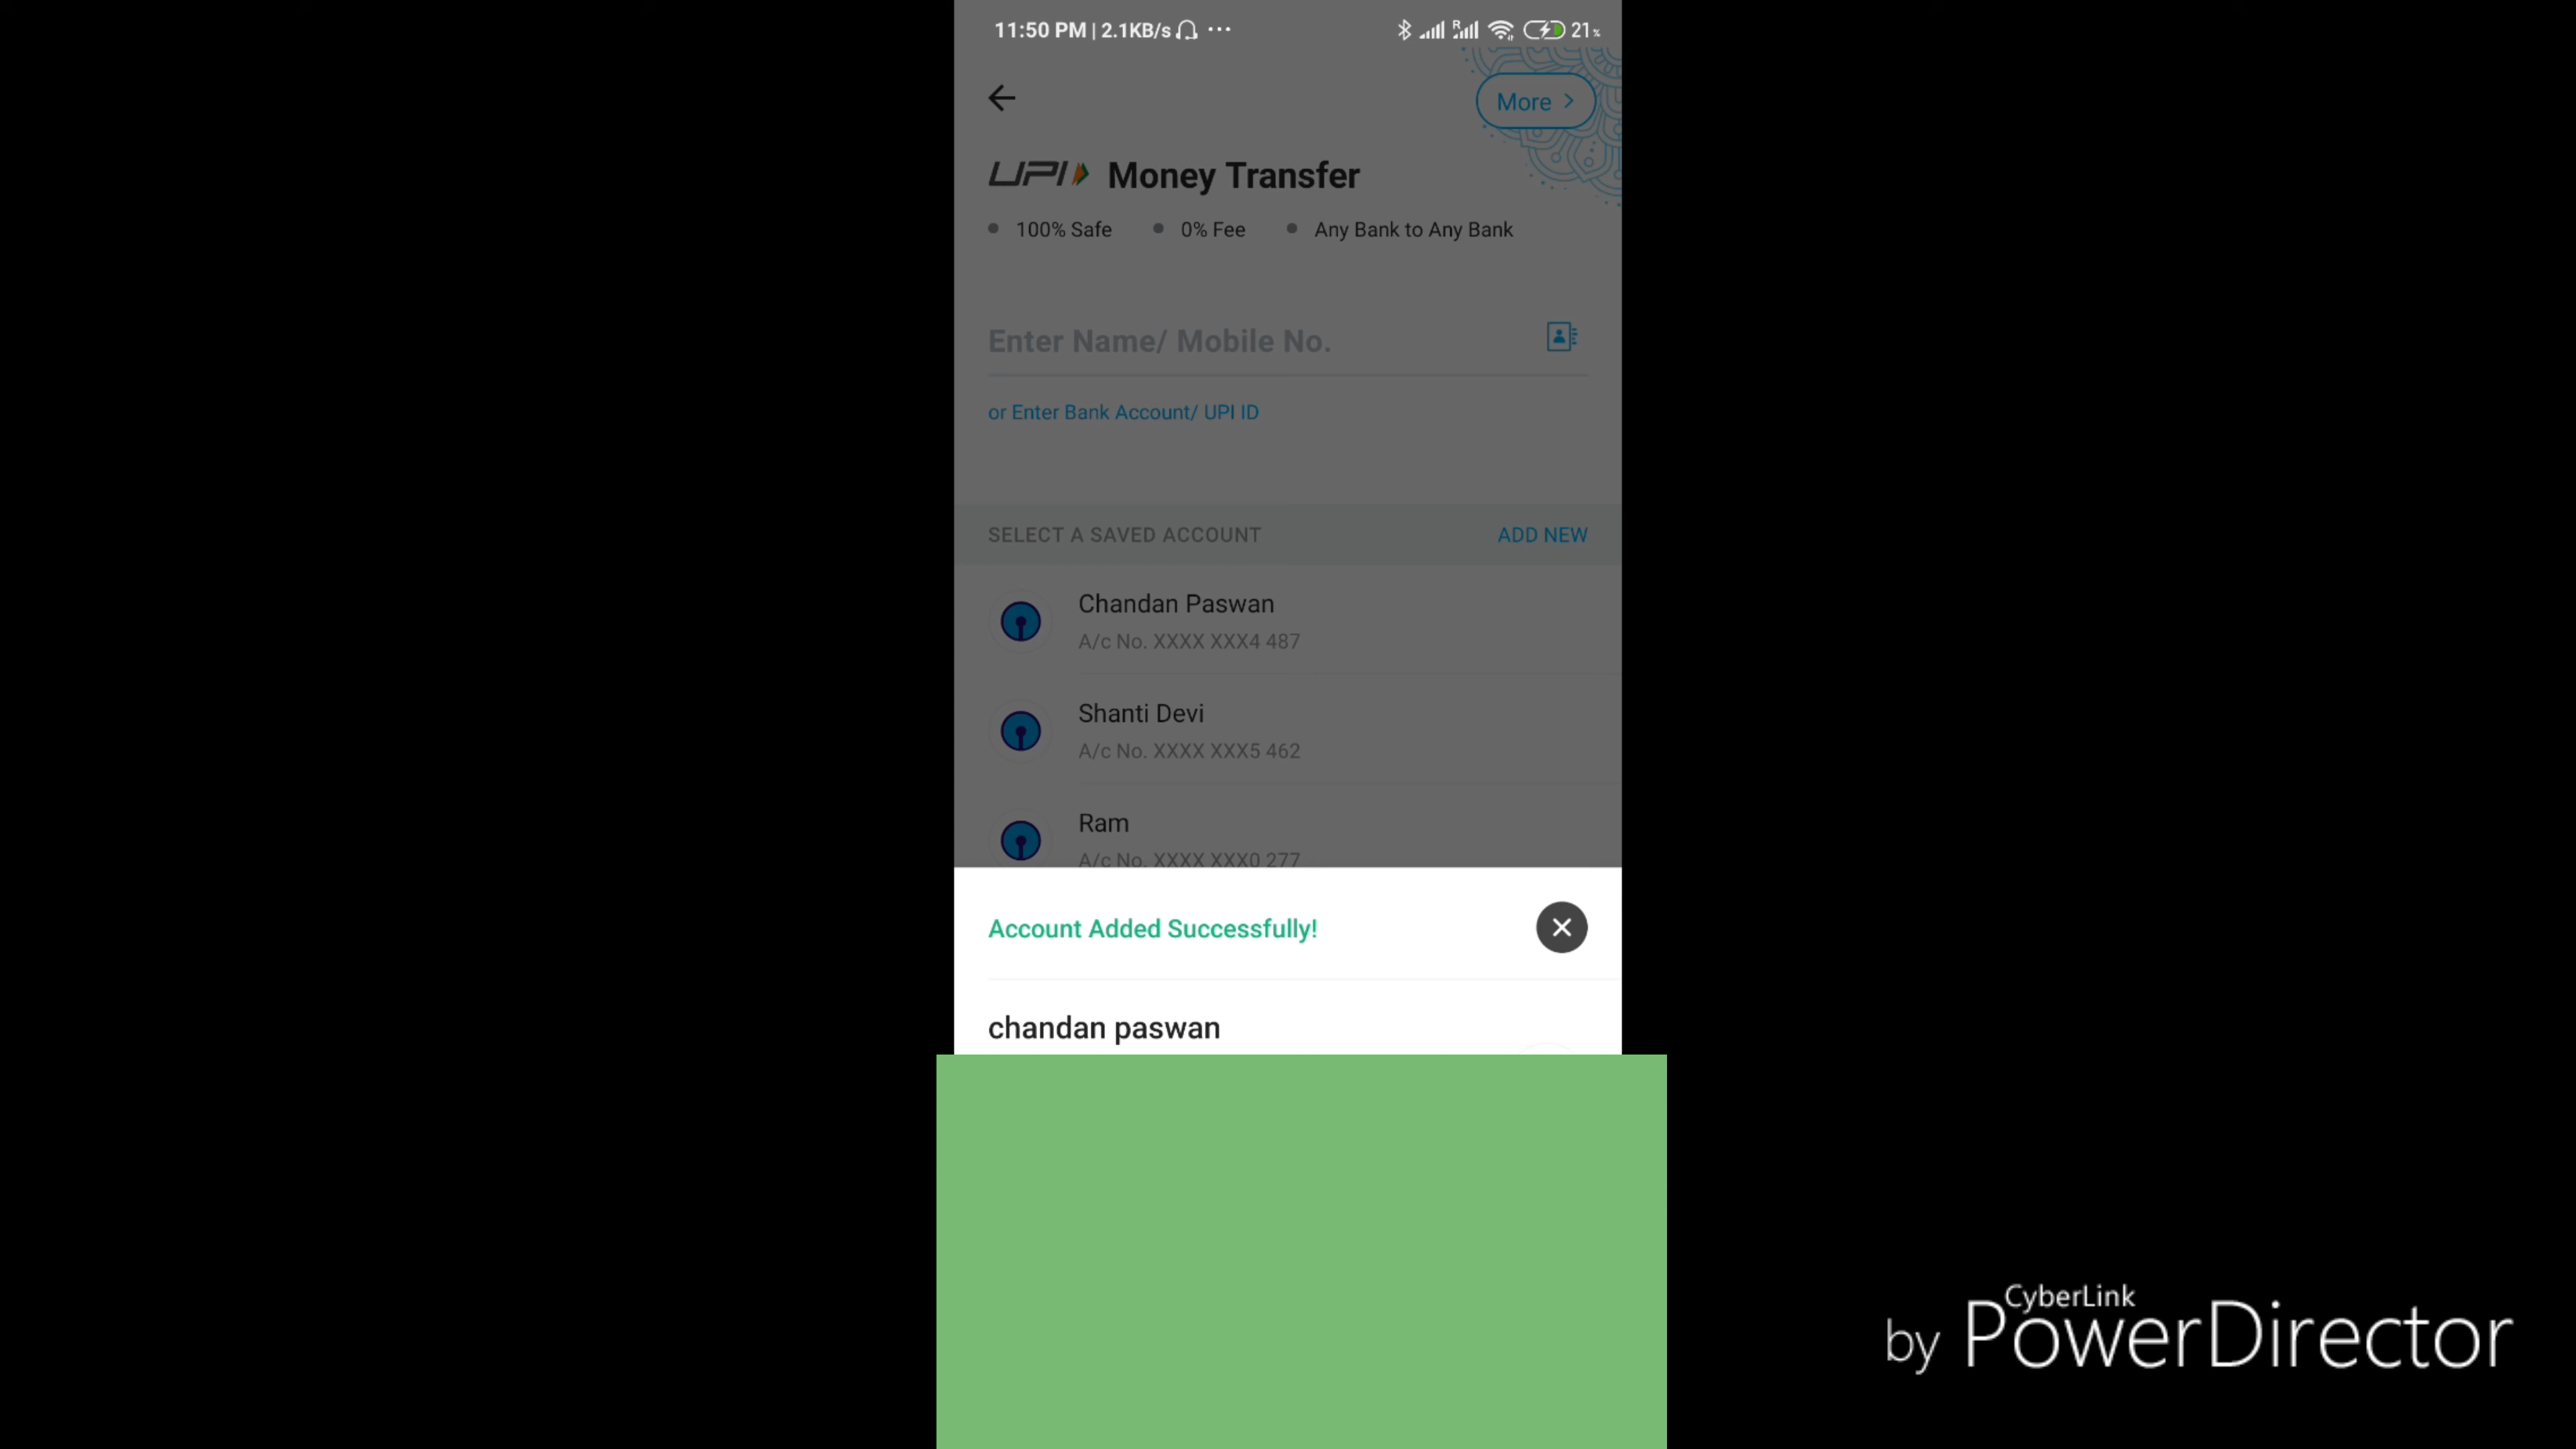 11:50 PM | 2.1KB/s ... R 21%
More >
UPI Money Transfer
• 100% Safe • 0% Fee • Any Bank to Any Bank
Enter Name/ Mobile No.
or Enter Bank Account/ UPI ID
SELECT A SAVED ACCOUNT ADD NEW
Chandan Paswan
A/c No. XXXX XXX4 487
Shanti Devi
A/c No. XXXX XXX5 462
Ram
A/c No. XXXX XXX0 277
Account Added Successfully!
chandan paswan
by CyberLink PowerDirector